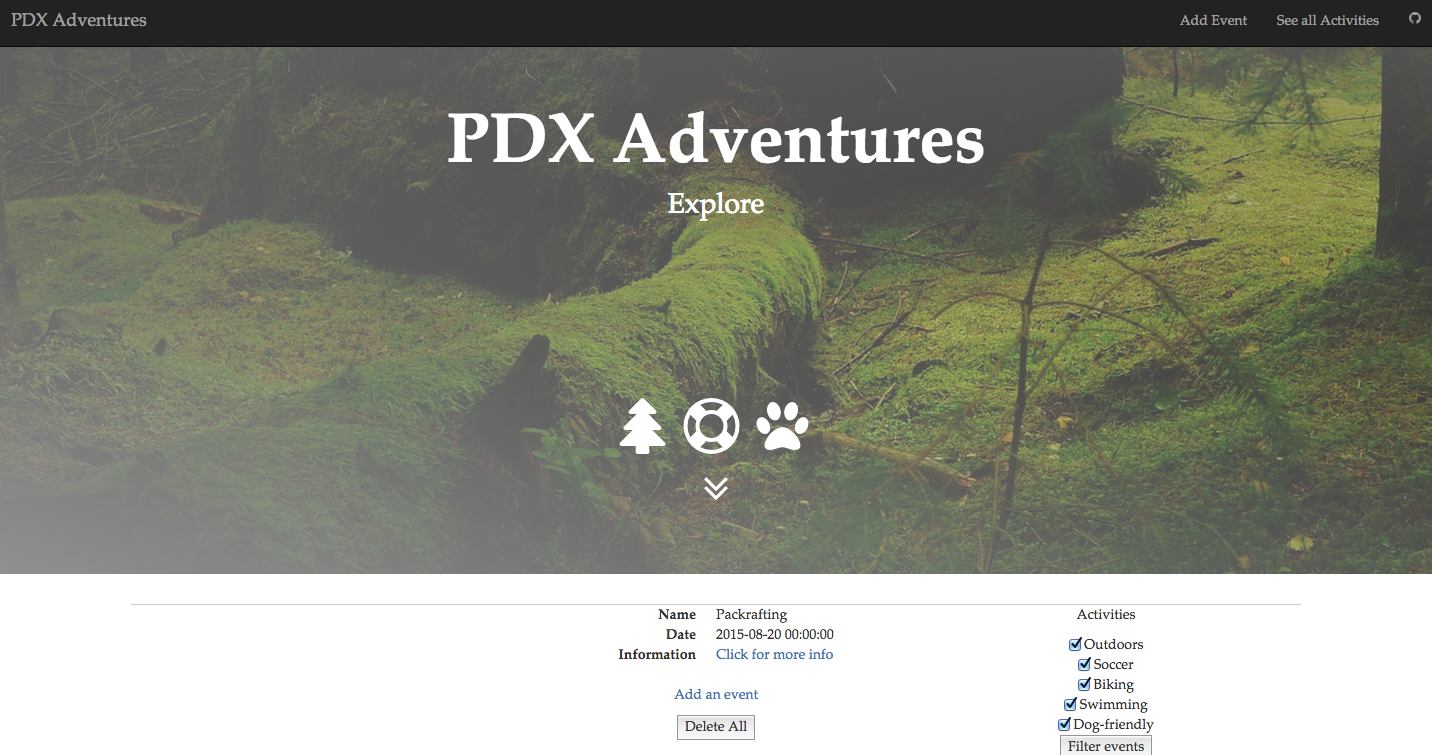 PDX Adventures
Add Event
See all Activities
PDX Adventures
Explore
Name Packrafting
Date 2015-08-20 00:00:00
Information Click for more info
Add an event
Delete All
Activities
Outdoors
Soccer
Biking
Swimming
Dog-friendly
Filter events